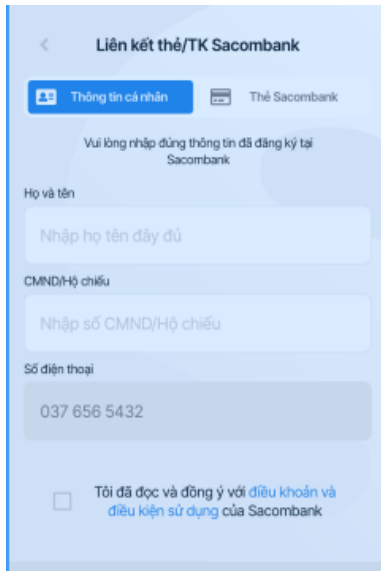 Liên kết thẻ/TK Sacombank
Thông tin cá nhân
Thẻ Sacombank
Vui lòng nhập đúng thông tin đã đăng ký tại
Sacombank
Họ và tên
Nhập họ tên đầy đủ
CMND/Hộ chiếu
Nhập số CMND/Hộ chiếu
Số điện thoại
037 656 5432
Tôi đã đọc và đồng ý với điều khoản và
điều kiện sử dụng của Sacombank